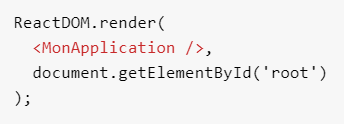 ReactDOM.render(
  <MonApplication />,
  document.getElementById('root')
);